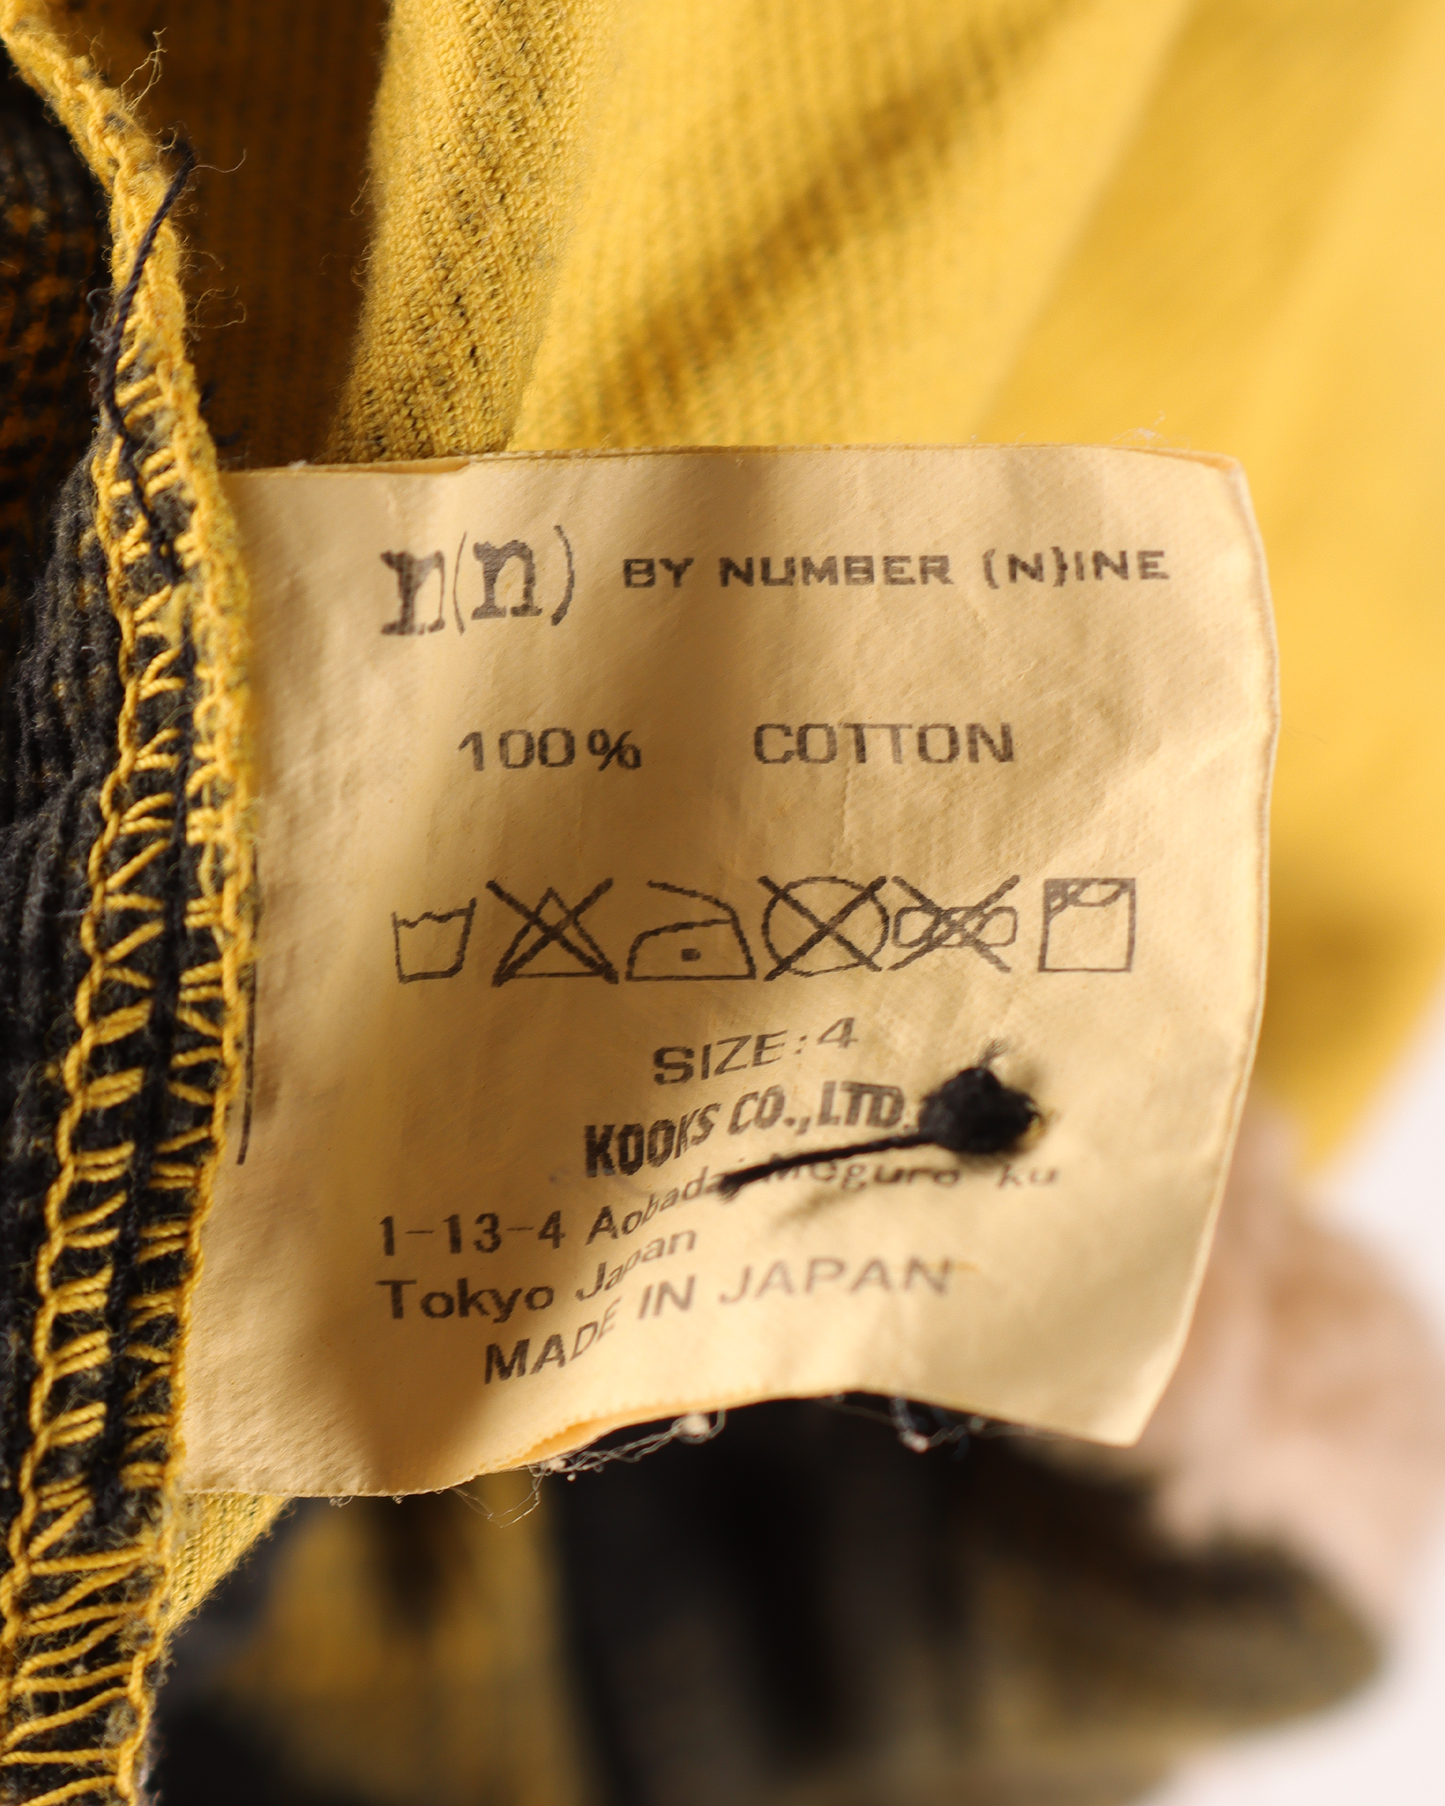 n(n) BY NUMBER (N)INE
100% COTTON
SIZE:4
KOOKS CO.,LTD.
1-13-4 Aobadai Meguro ku
Tokyo Japan
MADE IN JAPAN